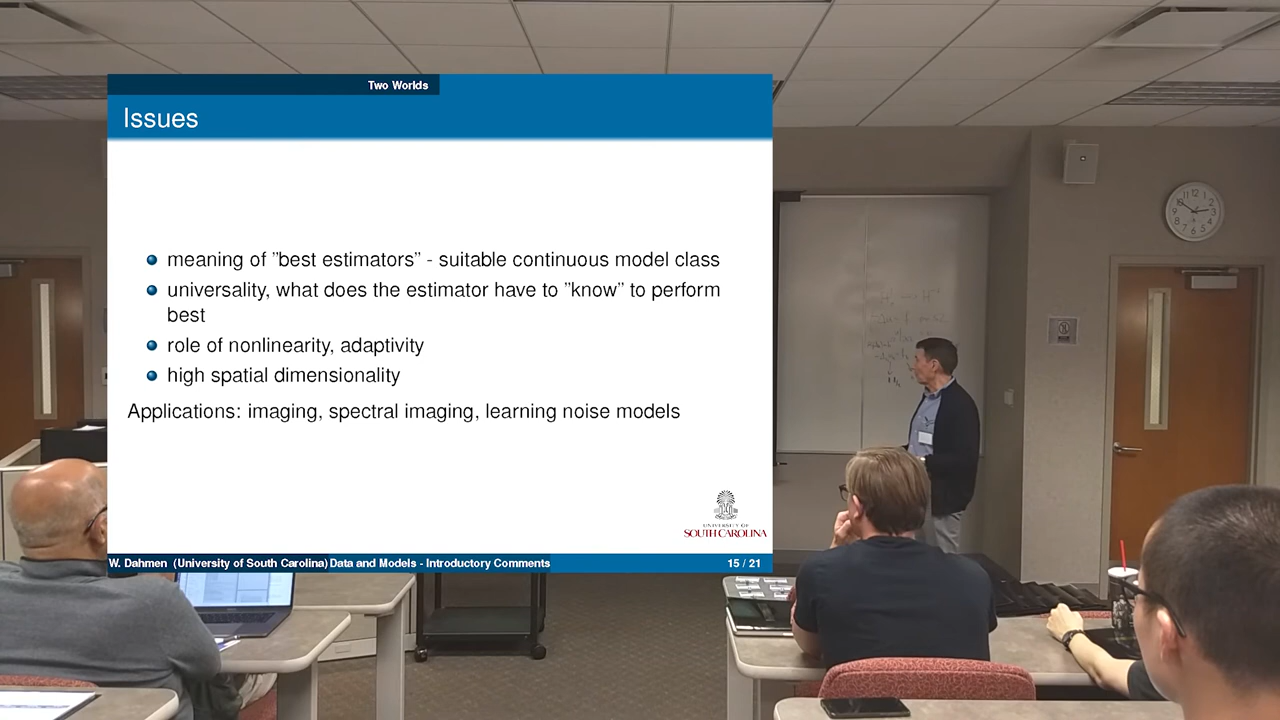 Two Worlds
Issues
meaning of "best estimators" - suitable continuous model class
universality, what does the estimator have to "know" to perform
best
role of nonlinearity, adaptivity
high spatial dimensionality
Applications: imaging, spectral imaging, learning noise models
UNIVERSITY OF
SOUTH CAROLINA
W. Dahmen (University of South Carolina) Data and Models - Introductory Comments 15 / 21